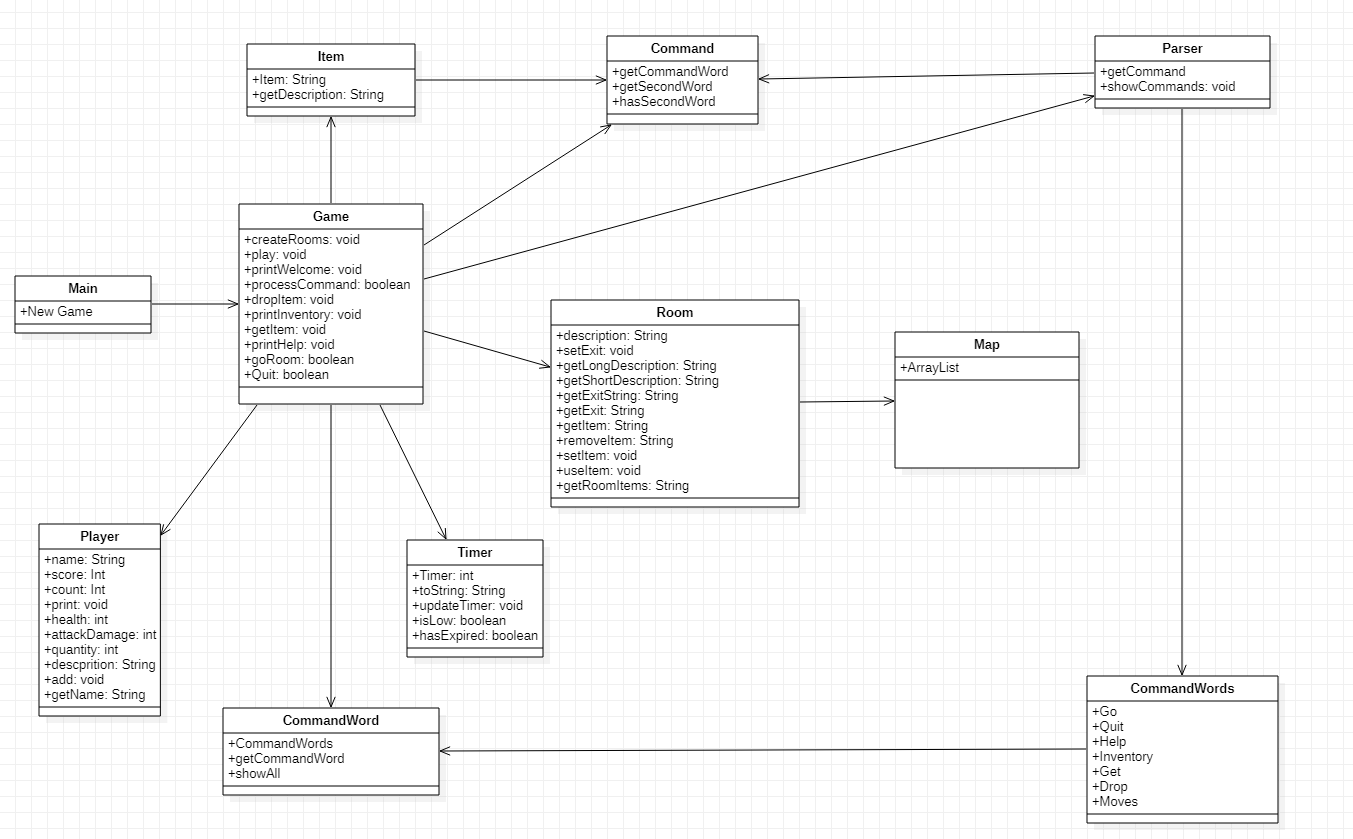 Item
+Item: String
+getDescription: String
Command
+getCommandWord
+getSecondWord
+hasSecondWord
Parser
+getCommand
+showCommands: void
Game
+createRooms: void
+play: void
+printWelcome: void
+processCommand: boolean
+dropItem: void
+printInventory: void
+getItem: void
+printHelp: void
+goRoom: boolean
+Quit: boolean
Main
+New Game
Room
+description: String
+setExit: void
+getLongDescription: String
+getShortDescription: String
+getExitString: String
+getExit: String
+getItem: String
+removeItem: String
+setItem: void
+useItem: void
+getRoomItems: String
Map
+ArrayList
Player
+name: String
+score: Int
+count: Int
+print: void
+health: int
+attackDamage: int
+quantity: int
+descprition: String
+add: void
+getName: String
Timer
+Timer: int
+toString: String
+updateTimer: void
+isLow: boolean
+hasExpired: boolean
CommandWord
+CommandWords
+getCommandWord
+showAll
CommandWords
+Go
+Quit
+Help
+Inventory
+Get
+Drop
+Moves